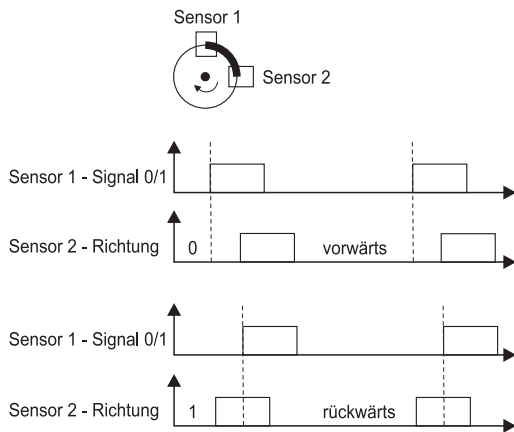 Sensor 1
Sensor 2
Sensor 1 - Signal 0/1
Sensor 2 - Richtung 0 vorwärts
Sensor 1 - Signal 0/1
Sensor 2 - Richtung 1 rückwärts